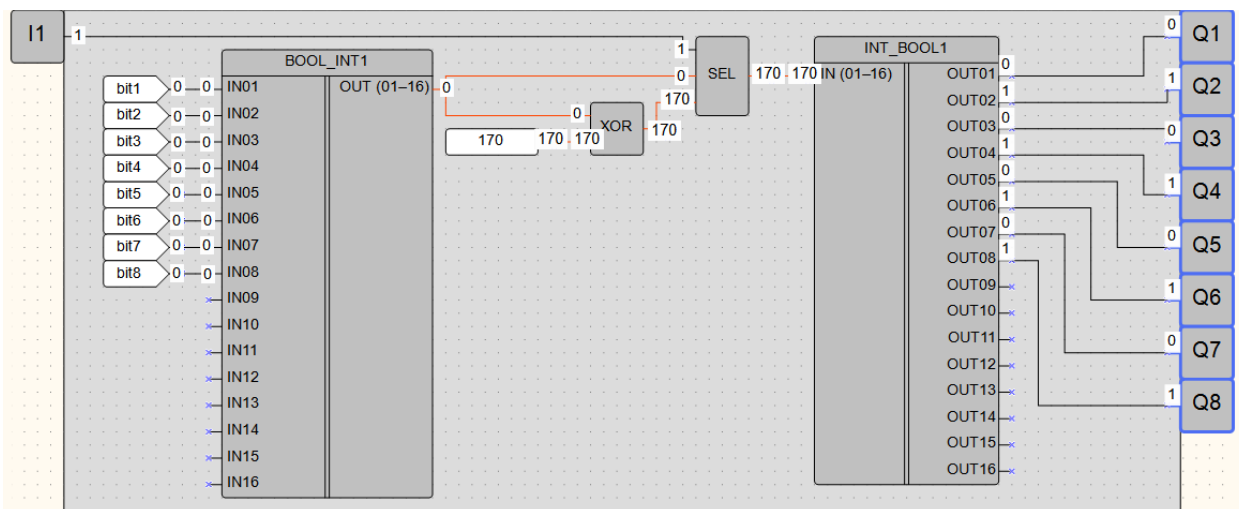 I1 1 0 Q1
BOOL_INT1 1 SEL INT_BOOL1
bit1 0 0 IN01 OUT (01–16) 0 0 170 170 IN (01–16) OUT01 0 1 Q2
bit2 0 0 IN02 0 XOR 170 OUT02 1
bit3 0 0 IN03 170 170 170 170 OUT03 0 0 Q3
bit4 0 0 IN04 OUT04 1
bit5 0 0 IN05 OUT05 0 1 Q4
bit6 0 0 IN06 OUT06 1
bit7 0 0 IN07 OUT07 0 0 Q5
bit8 0 0 IN08 OUT08 1
IN09 OUT09 1 Q6
IN10 OUT10
IN11 OUT11 0 Q7
IN12 OUT12
IN13 OUT13 1 Q8
IN14 OUT14
IN15 OUT15
IN16 OUT16